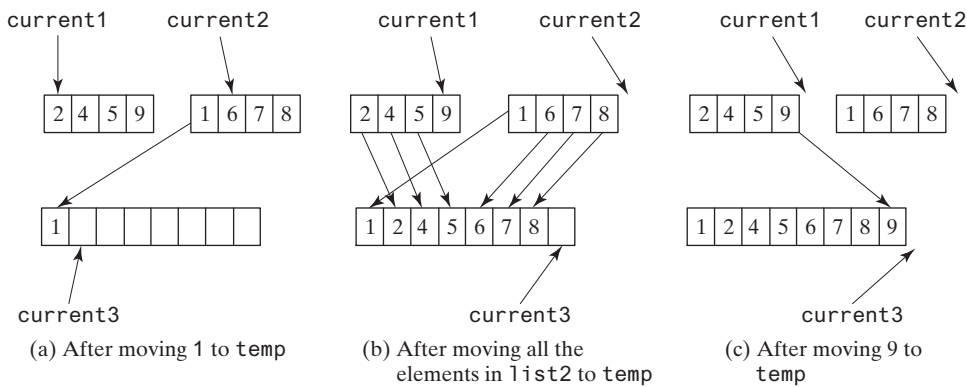 current1 current2 current1 current2 current1 current2
2 4 5 9 1 6 7 8 2 4 5 9 1 6 7 8 2 4 5 9 1 6 7 8
1 1 2 4 5 6 7 8 1 2 4 5 6 7 8 9
current3 current3 current3
(a) After moving 1 to temp
(b) After moving all the
elements in list2 to temp
(c) After moving 9 to
temp